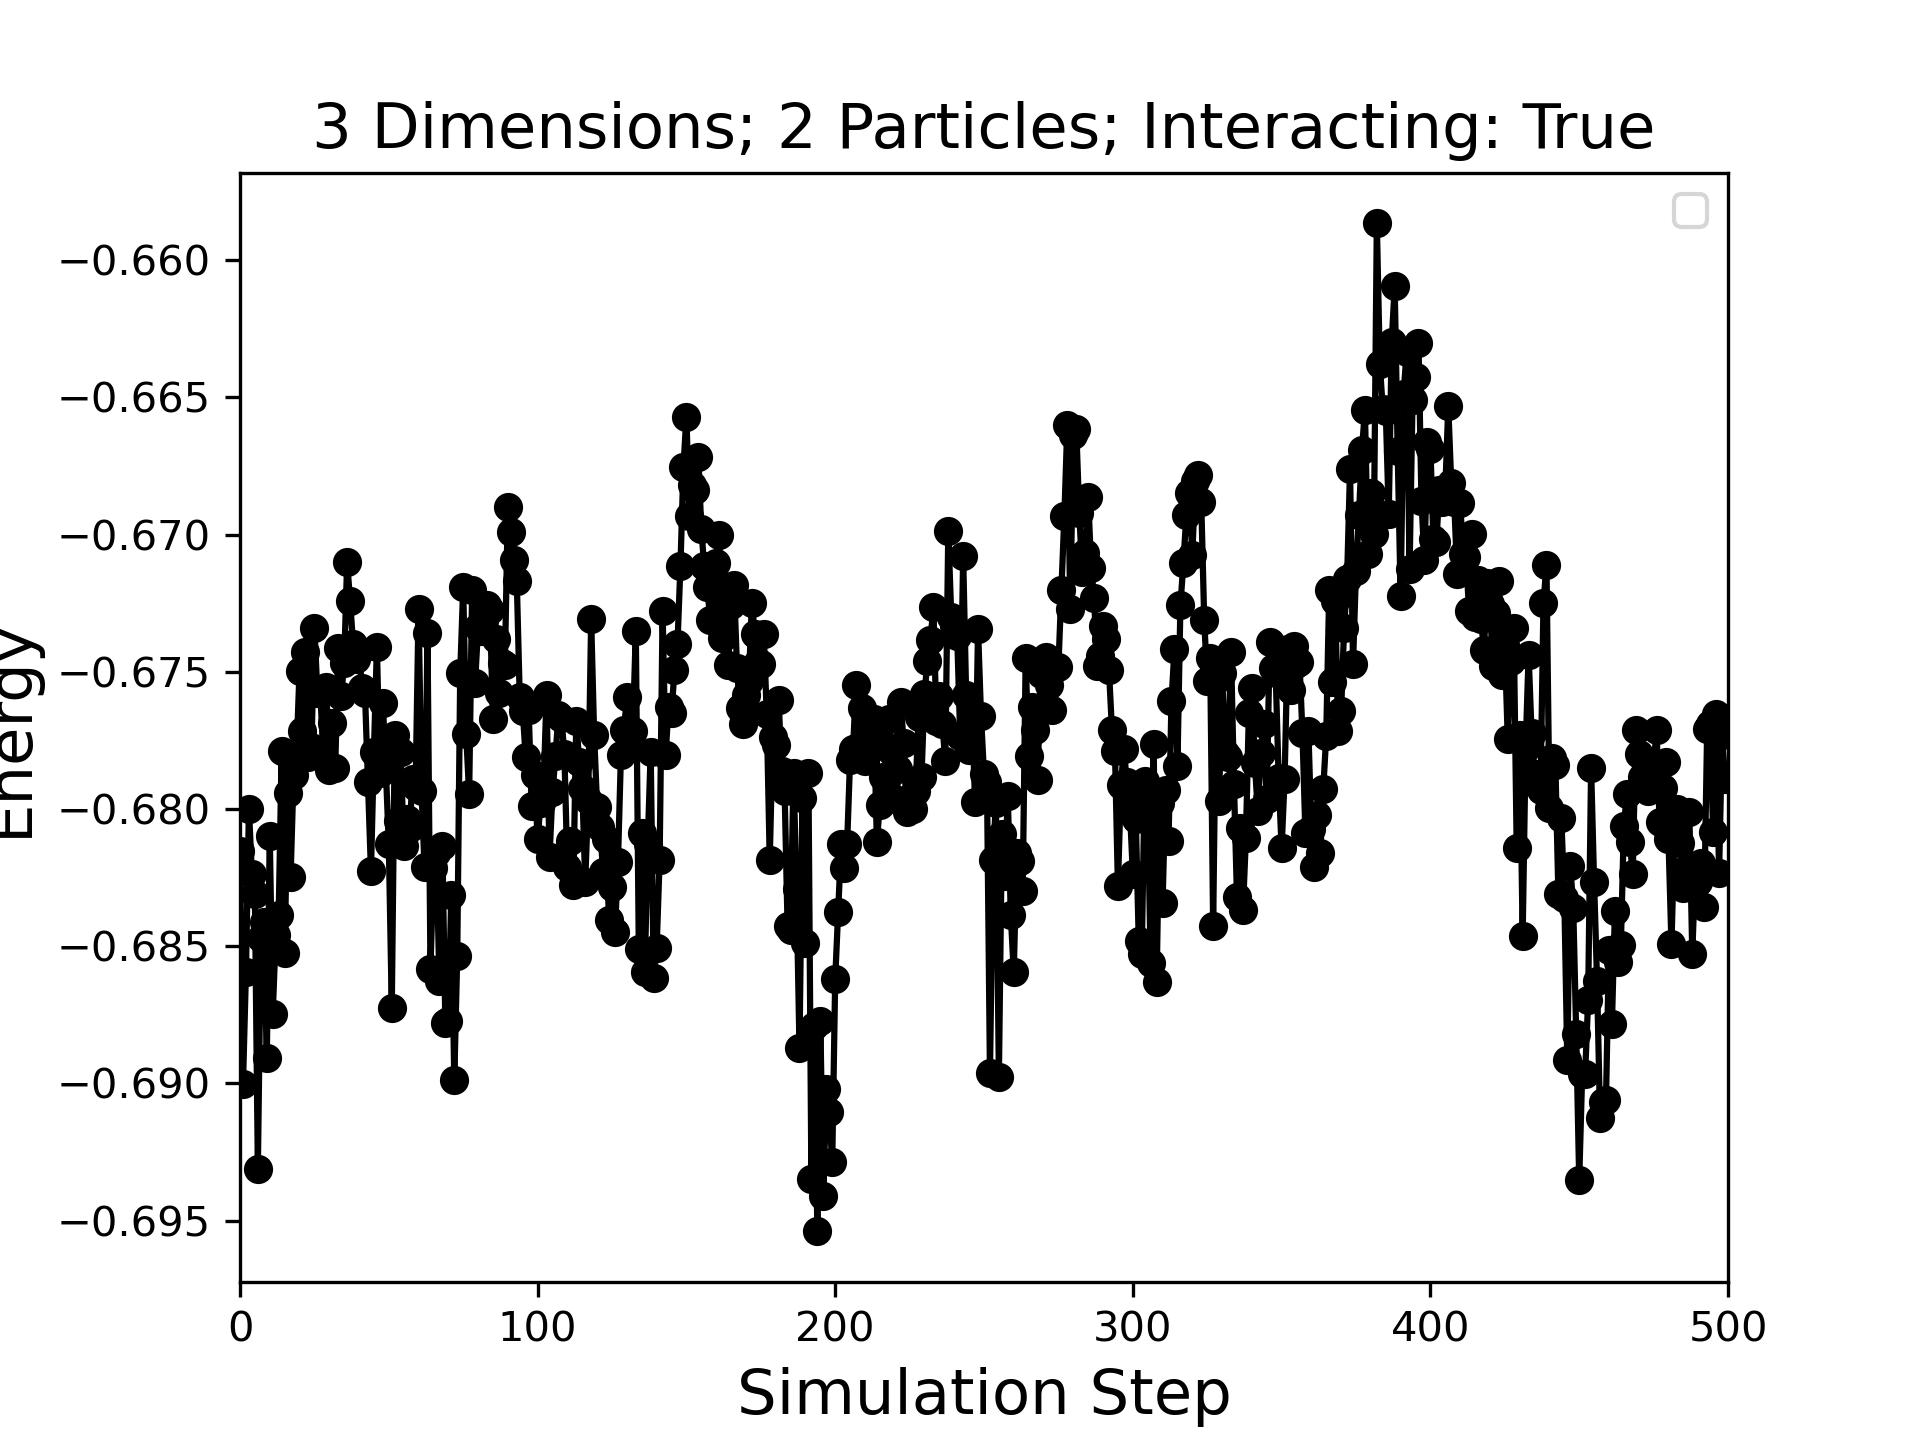 3 Dimensions; 2 Particles; Interacting: True
Energy
−0.660
−0.665
−0.670
−0.675
−0.680
−0.685
−0.690
−0.695
0 100 200 300 400 500
Simulation Step